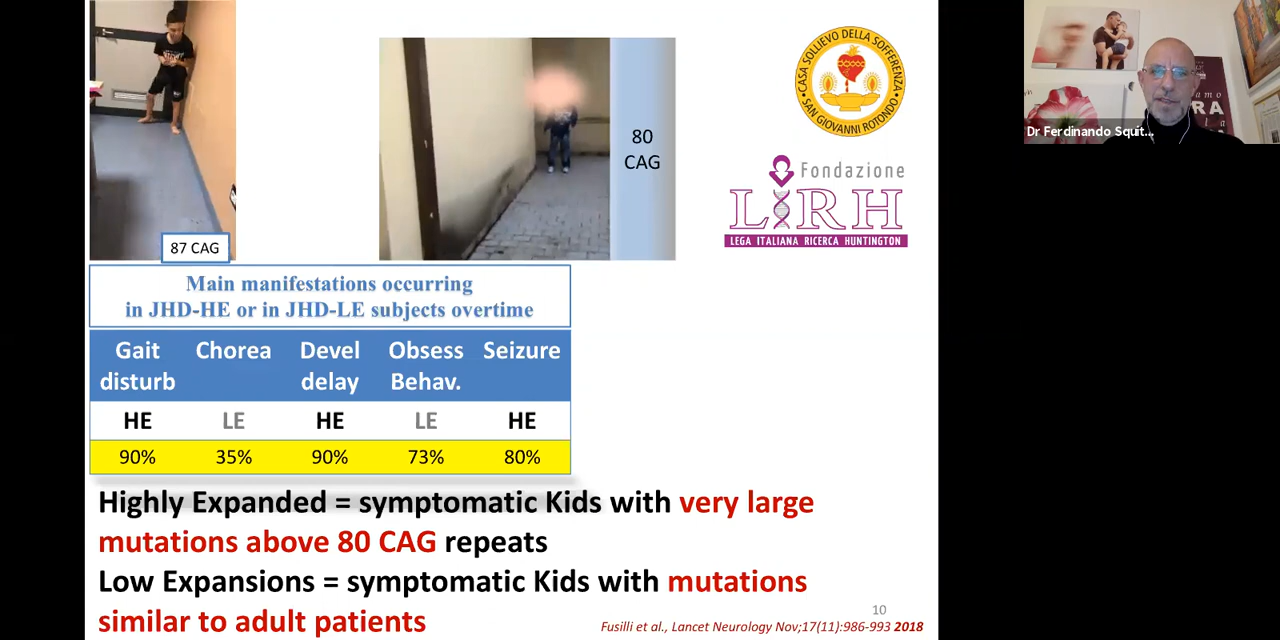 80
CAG
87 CAG
CASA SOLLIEVO DELLA SOFFERENZA
SAN GIOVANNI ROTONDO
Fondazione
LIRH
LEGA ITALIANA RICERCA HUNTINGTON
Dr Ferdinando Squit...
Main manifestations occurring
in JHD-HE or in JHD-LE subjects overtime
Gait disturb Chorea Devel delay Obsess Behav. Seizure
HE LE HE LE HE
90% 35% 90% 73% 80%
Highly Expanded = symptomatic Kids with very large
mutations above 80 CAG repeats
Low Expansions = symptomatic Kids with mutations
similar to adult patients
10
Fusilli et al., Lancet Neurology Nov;17(11):986-993 2018